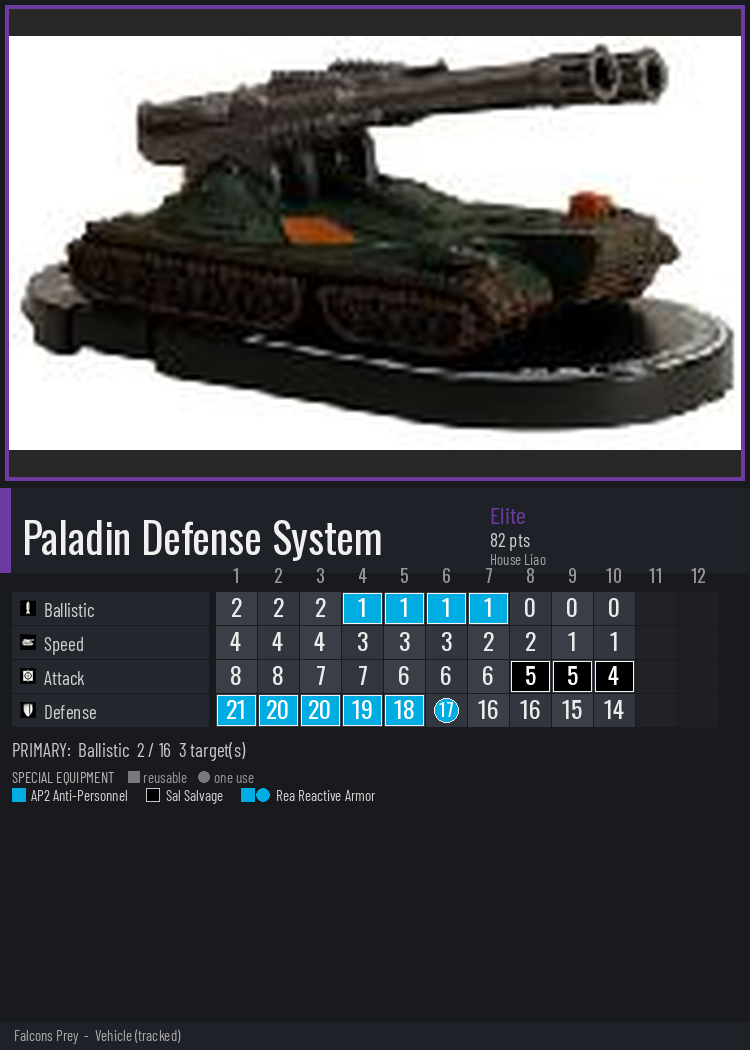 Paladin Defense System
Elite
82 pts
House Liao
1 2 3 4 5 6 7 8 9 10 11 12
Ballistic 2 2 2 1 1 1 1 0 0 0
Speed 4 4 4 3 3 3 2 2 1 1
Attack 8 8 7 7 6 6 6 5 5 4
Defense 21 20 20 19 18 17 16 16 15 14
PRIMARY: Ballistic 2 / 16 3 target(s)
SPECIAL EQUIPMENT reusable one use
AP2 Anti-Personnel Sal Salvage Rea Reactive Armor
Falcons Prey - Vehicle (tracked)